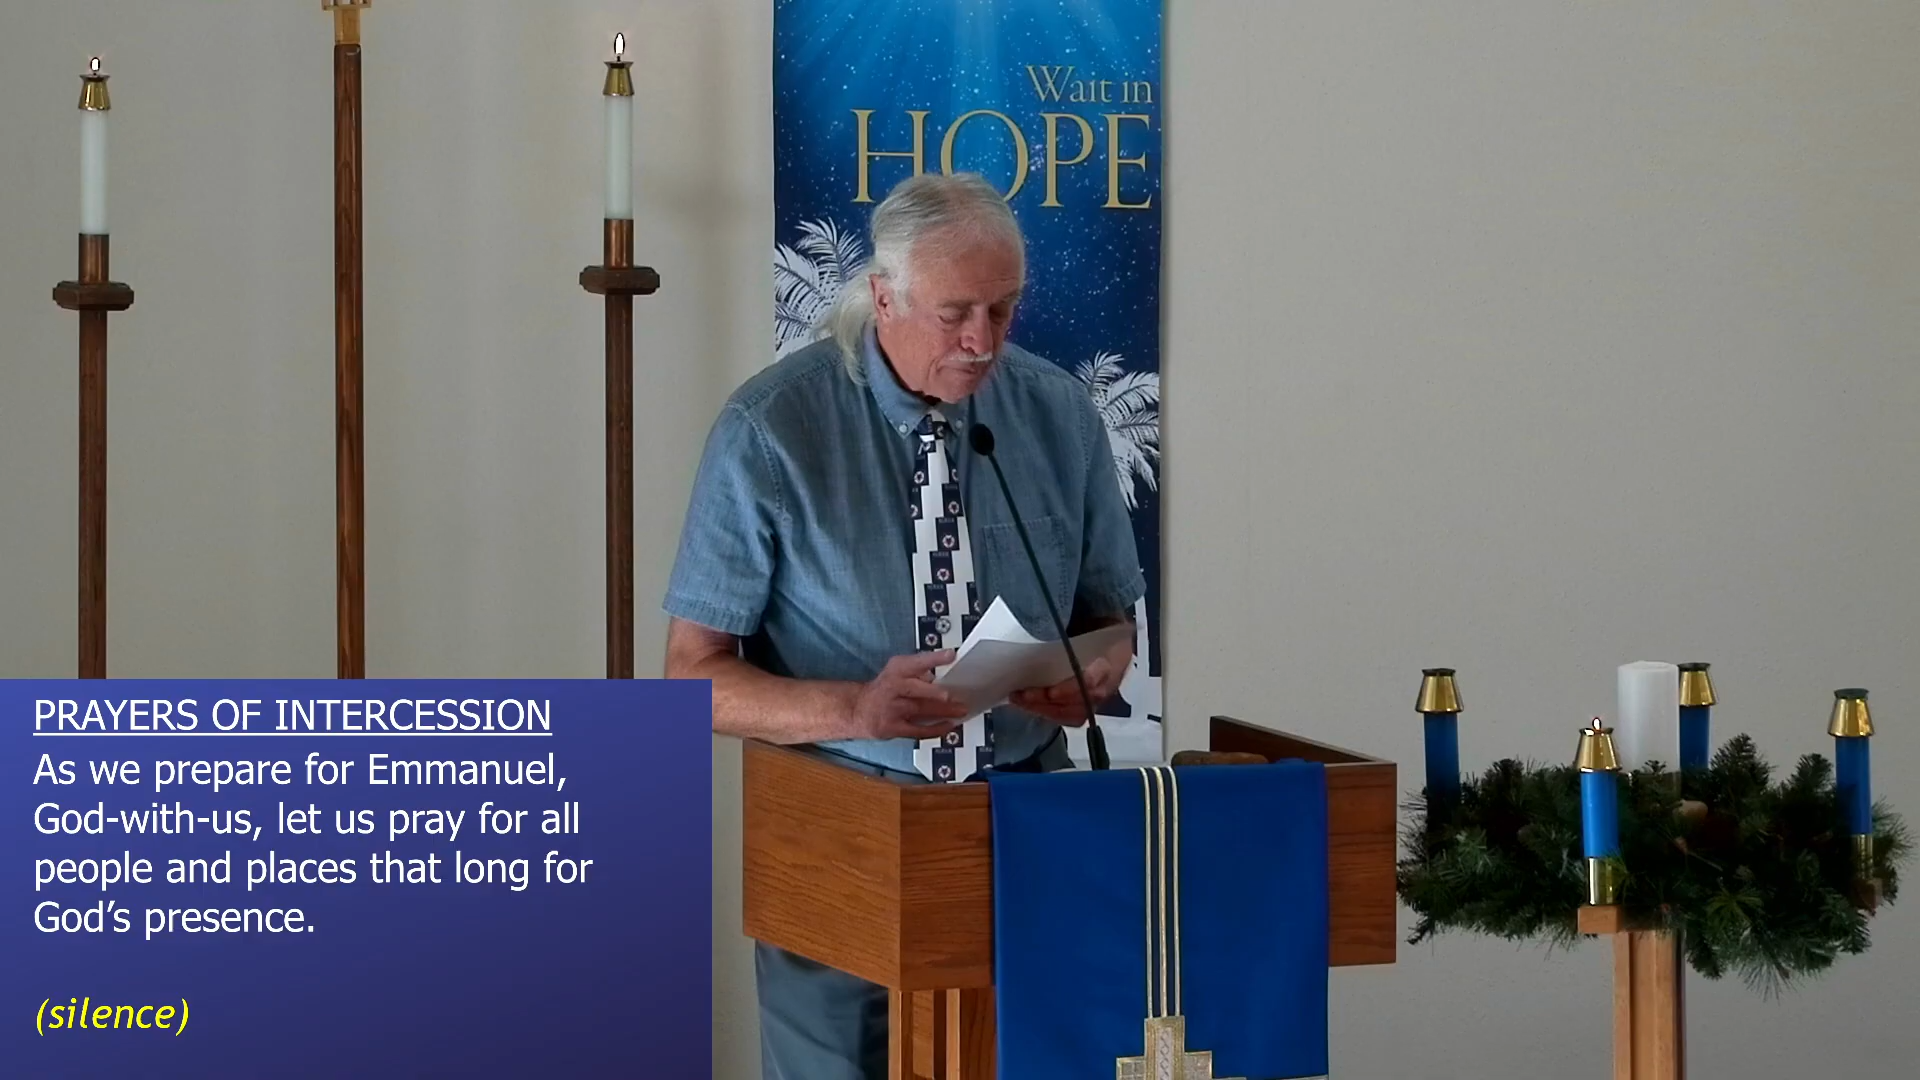 Wait in
HOPE
PRAYERS OF INTERCESSION
As we prepare for Emmanuel,
God-with-us, let us pray for all
people and places that long for
God’s presence.
(silence)